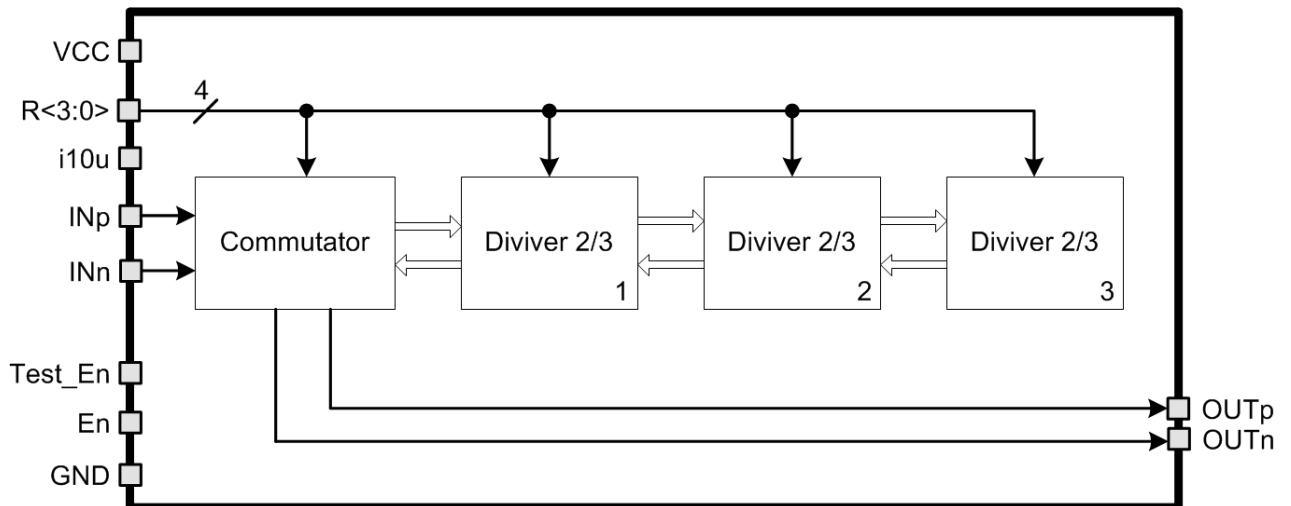 VCC
R<3:0>
4
i10u
INp
INn
Commutator
Diviver 2/3
1
Diviver 2/3
2
Diviver 2/3
3
Test_En
En
GND
OUTp
OUTn